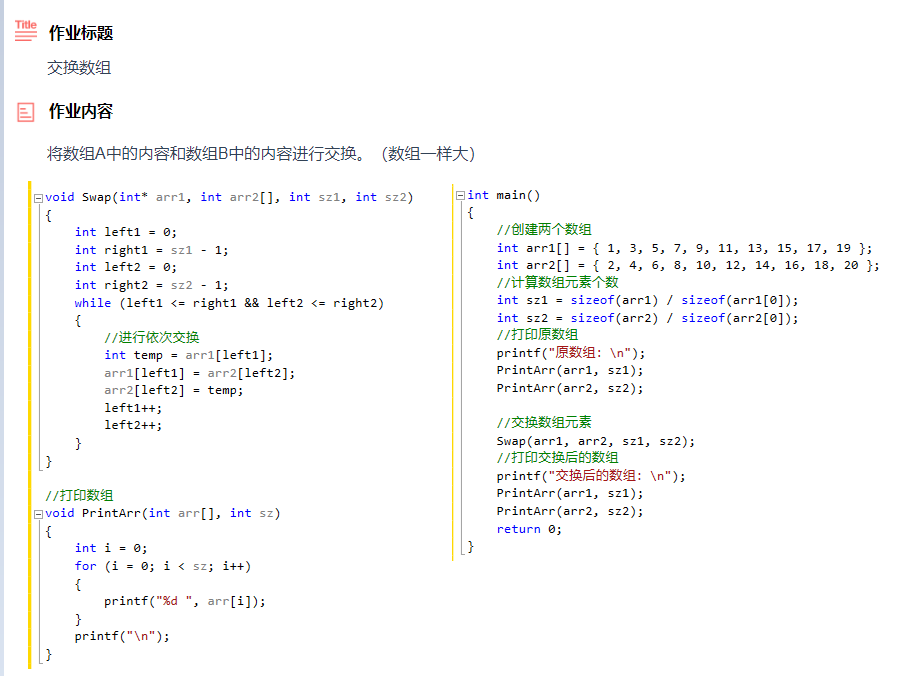 Title
作业标题
交换数组
作业内容
将数组A中的内容和数组B中的内容进行交换。（数组一样大）
void Swap(int* arr1, int arr2[], int sz1, int sz2)
{
int left1 = 0;
int right1 = sz1 - 1;
int left2 = 0;
int right2 = sz2 - 1;
while (left1 <= right1 && left2 <= right2)
{
//进行依次交换
int temp = arr1[left1];
arr1[left1] = arr2[left2];
arr2[left2] = temp;
left1++;
left2++;
}
}
//打印数组
void PrintArr(int arr[], int sz)
{
int i = 0;
for (i = 0; i < sz; i++)
{
printf("%d ", arr[i]);
}
printf("\n");
}
int main()
{
//创建两个数组
int arr1[] = { 1, 3, 5, 7, 9, 11, 13, 15, 17, 19 };
int arr2[] = { 2, 4, 6, 8, 10, 12, 14, 16, 18, 20 };
//计算数组元素个数
int sz1 = sizeof(arr1) / sizeof(arr1[0]);
int sz2 = sizeof(arr2) / sizeof(arr2[0]);
//打印原数组
printf("原数组: \n");
PrintArr(arr1, sz1);
PrintArr(arr2, sz2);
//交换数组元素
Swap(arr1, arr2, sz1, sz2);
//打印交换后的数组
printf("交换后的数组: \n");
PrintArr(arr1, sz1);
PrintArr(arr2, sz2);
return 0;
}